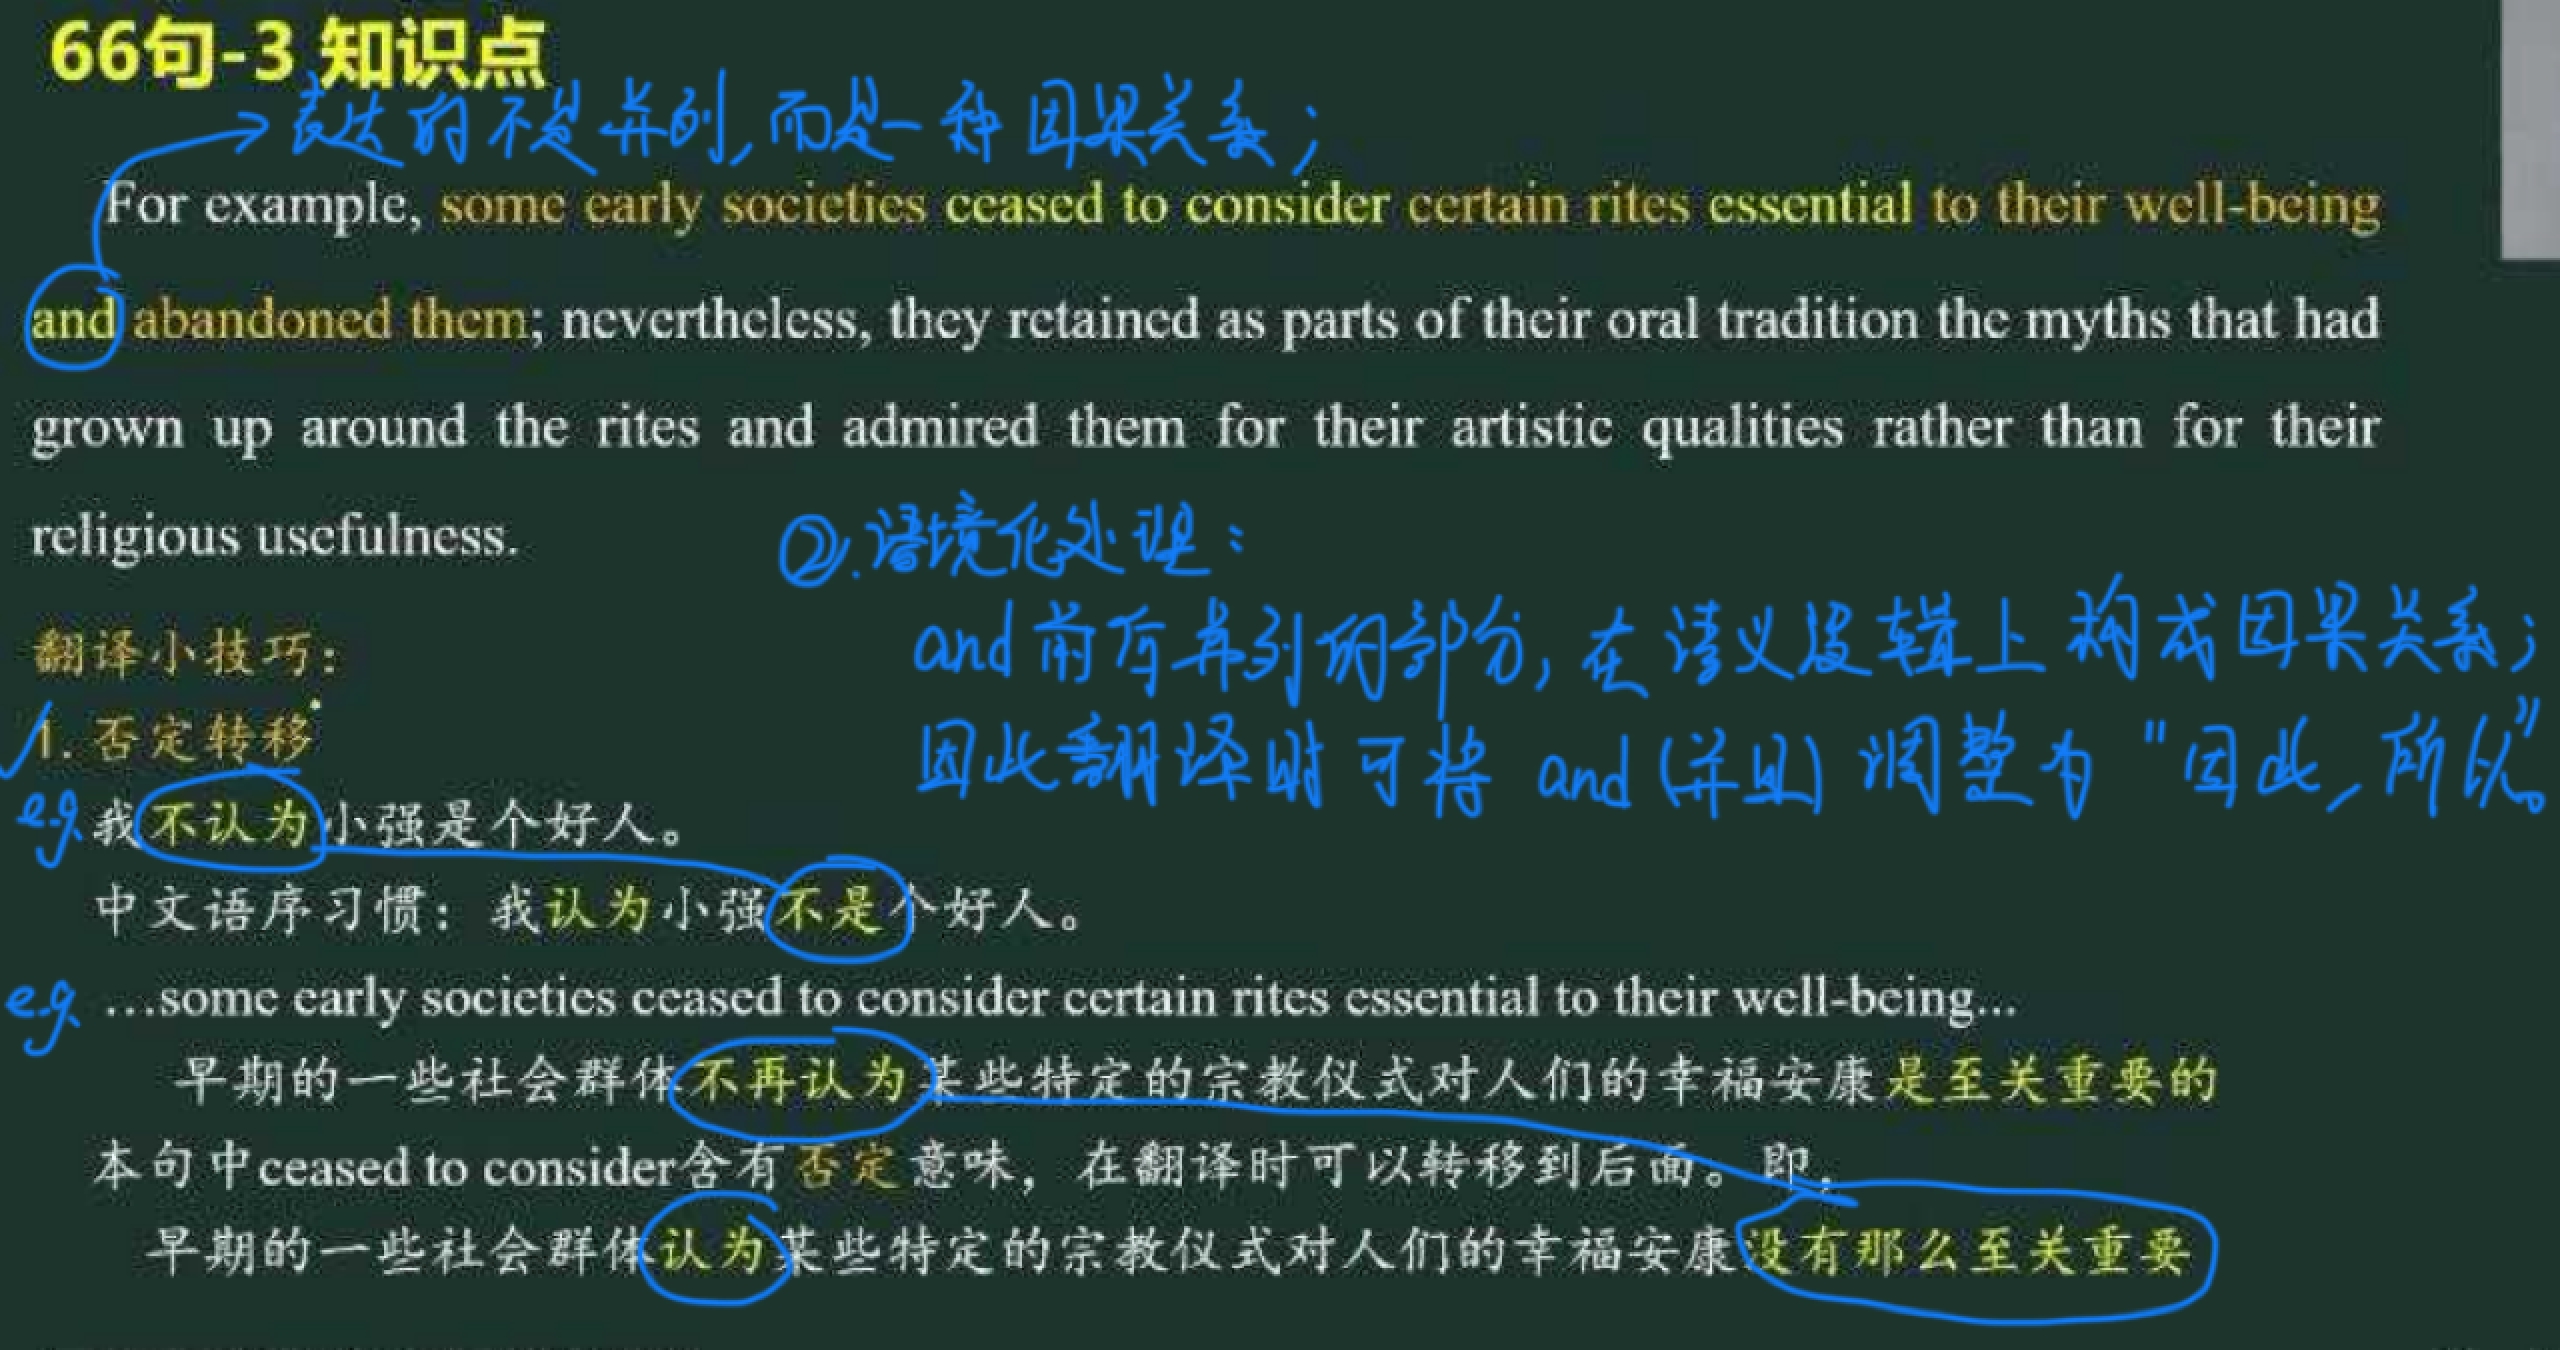 66句-3 知识点
表达的不是并列,而是一种因果关系;
For example, some early societies ceased to consider certain rites essential to their well-being
and abandoned them; nevertheless, they retained as parts of their oral tradition the myths that had
grown up around the rites and admired them for their artistic qualities rather than for their
religious usefulness.
②.语境化处理:
and前后并列的部分,在语义逻辑上构成因果关系;
因此翻译时可将 and(并且)调整为"因此,所以"。
翻译小技巧:
1. 否定转移
e.g. 我不认为小强是个好人。
中文语序习惯: 我认为小强不是个好人。
e.g. …some early societies ceased to consider certain rites essential to their well-being…
早期的一些社会群体不再认为某些特定的宗教仪式对人们的幸福安康是至关重要的
本句中ceased to consider含有否定意味, 在翻译时可以转移到后面。即,
早期的一些社会群体认为某些特定的宗教仪式对人们的幸福安康没有那么至关重要